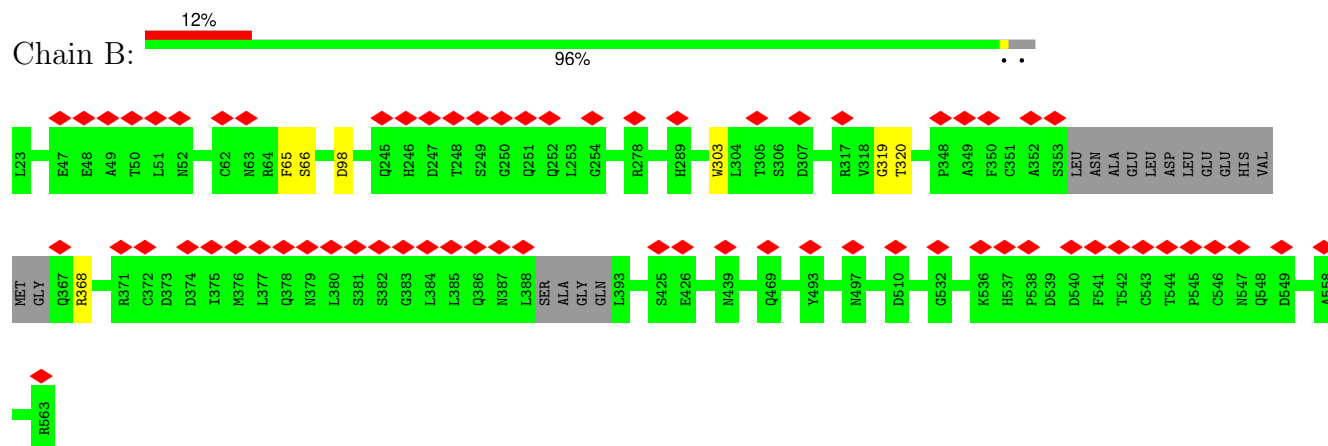 12%
Chain B:
96%
• •
L23 E47 E48 A49 T50 L51 N52 C62 N63 R64 F65 S66 D98 Q245 H246 D247 T248 S249 G250 Q251 Q252 L253 G254 R278 H289 W303 L304 T305 S306 D307 R317 V318 G319 T320 P348 A349 F350 C351 A352 S353 LEU ASN ALA GLU LEU ASP LEU GLU GLU HIS VAL
MET GLY Q367 R368 R371 C372 D373 D374 I375 M376 L377 Q378 N379 L380 S381 S382 G383 L384 L385 Q386 N387 L388 SER ALA GLY GLN L393 S425 E426 N439 Q469 Y493 N497 D510 G532 K536 H537 P538 D539 D540 F541 T542 C543 T544 P545 C546 N547 Q548 D549 A558
R563